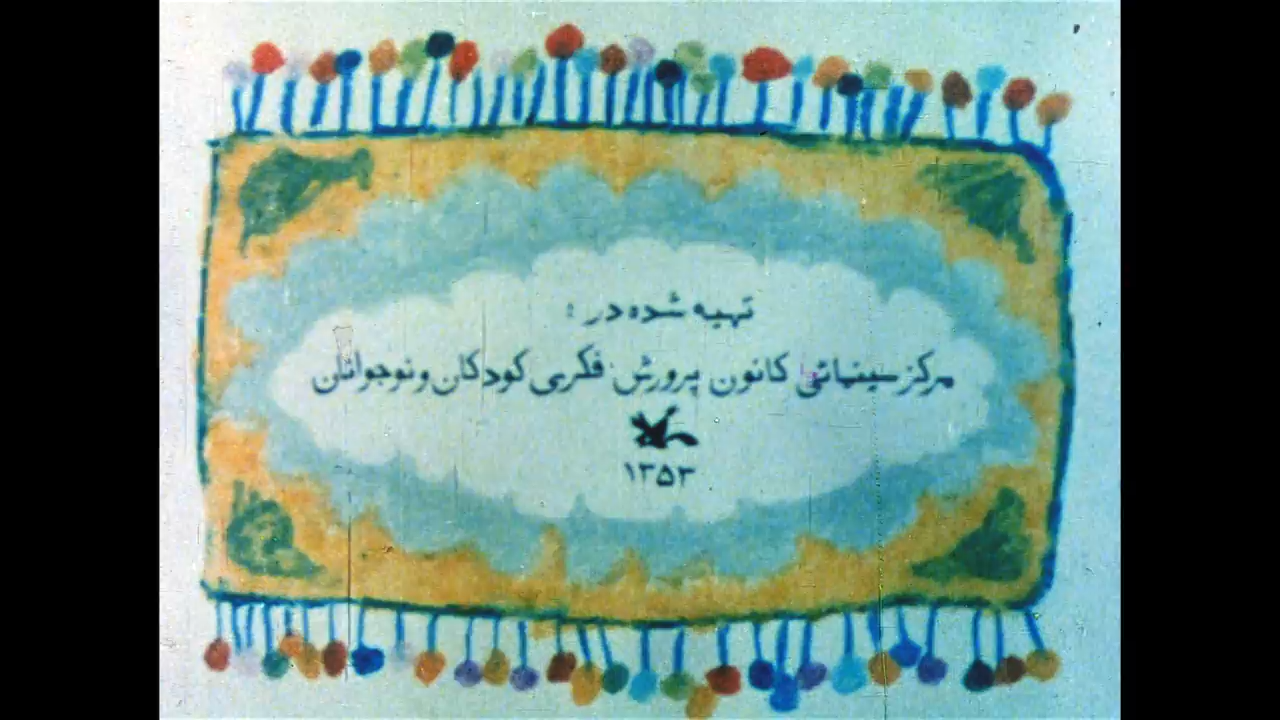 تهیه شده در :
مرکز سینمائی کانون پرورش فکری کودکان و نوجوانان
۱۳۵۳